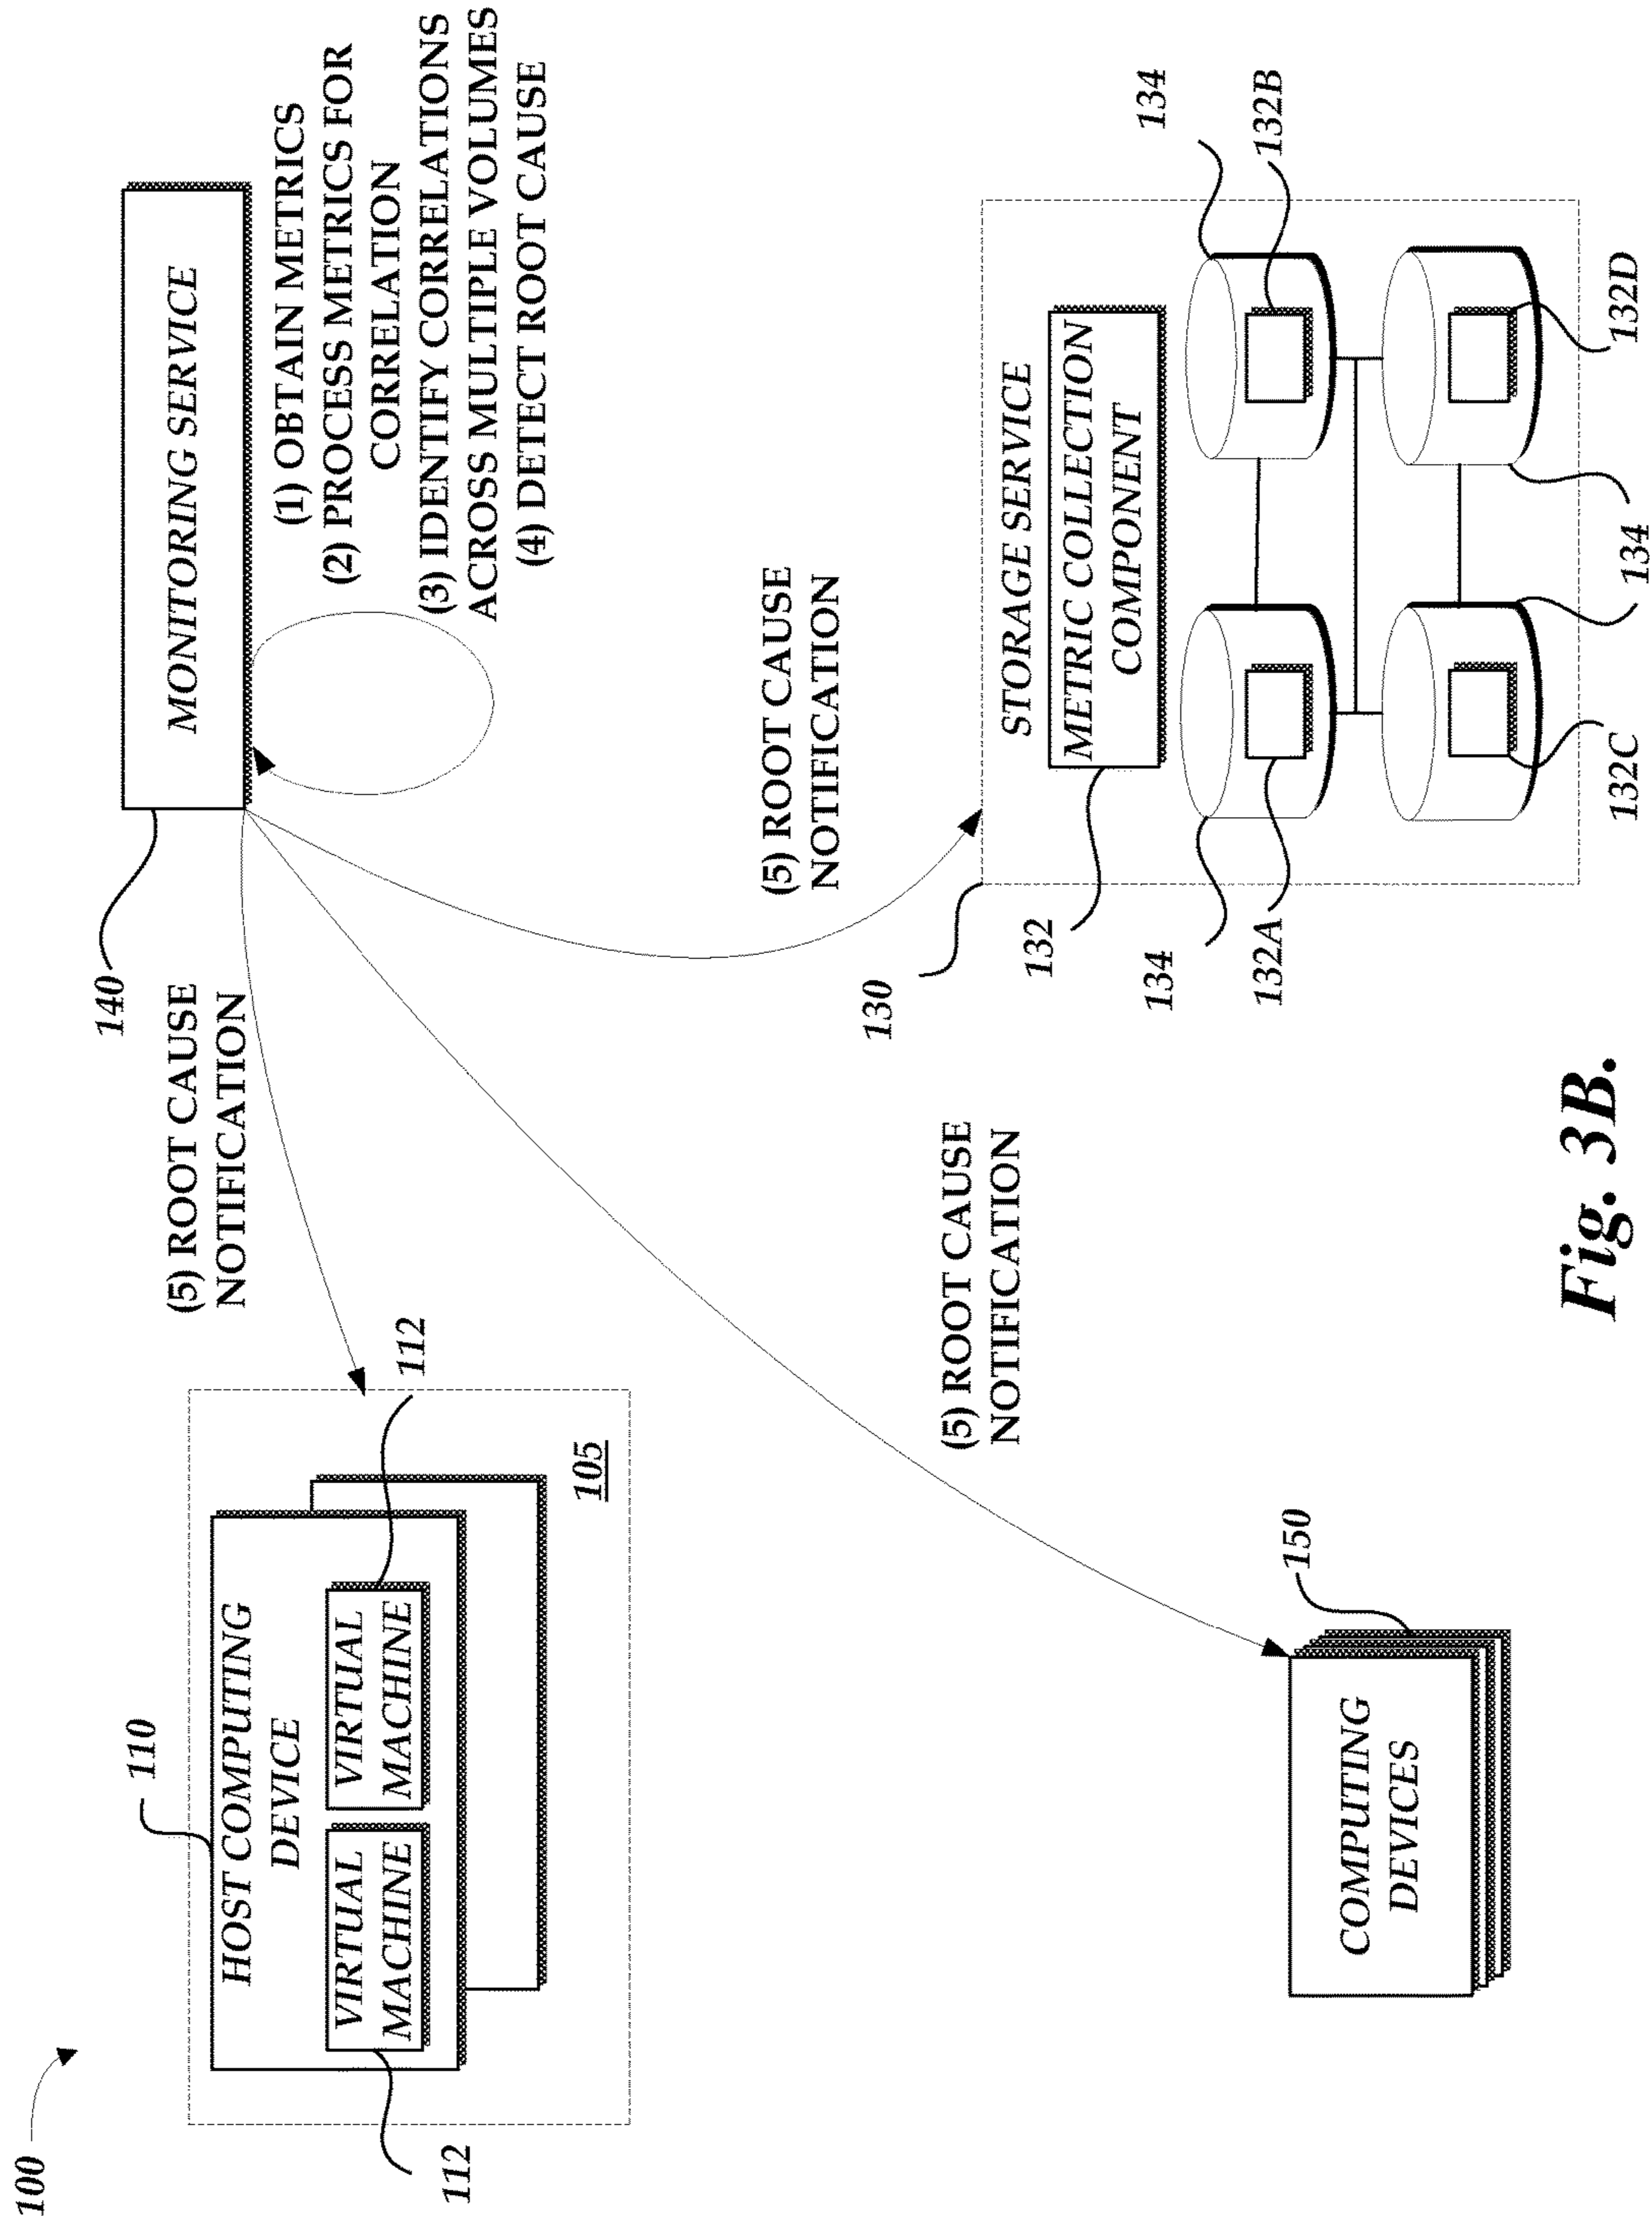 100
110
HOST COMPUTING
DEVICE
VIRTUAL
MACHINE
VIRTUAL
MACHINE
112
112
105
140
MONITORING SERVICE
(1) OBTAIN METRICS
(2) PROCESS METRICS FOR
CORRELATION
(3) IDENTIFY CORRELATIONS
ACROSS MULTIPLE VOLUMES
(4) DETECT ROOT CAUSE
(5) ROOT CAUSE
NOTIFICATION
(5) ROOT CAUSE
NOTIFICATION
(5) ROOT CAUSE
NOTIFICATION
150
COMPUTING
DEVICES
130
STORAGE SERVICE
132
METRIC COLLECTION
COMPONENT
134
134
132A
132B
132C
134
132D
Fig. 3B.